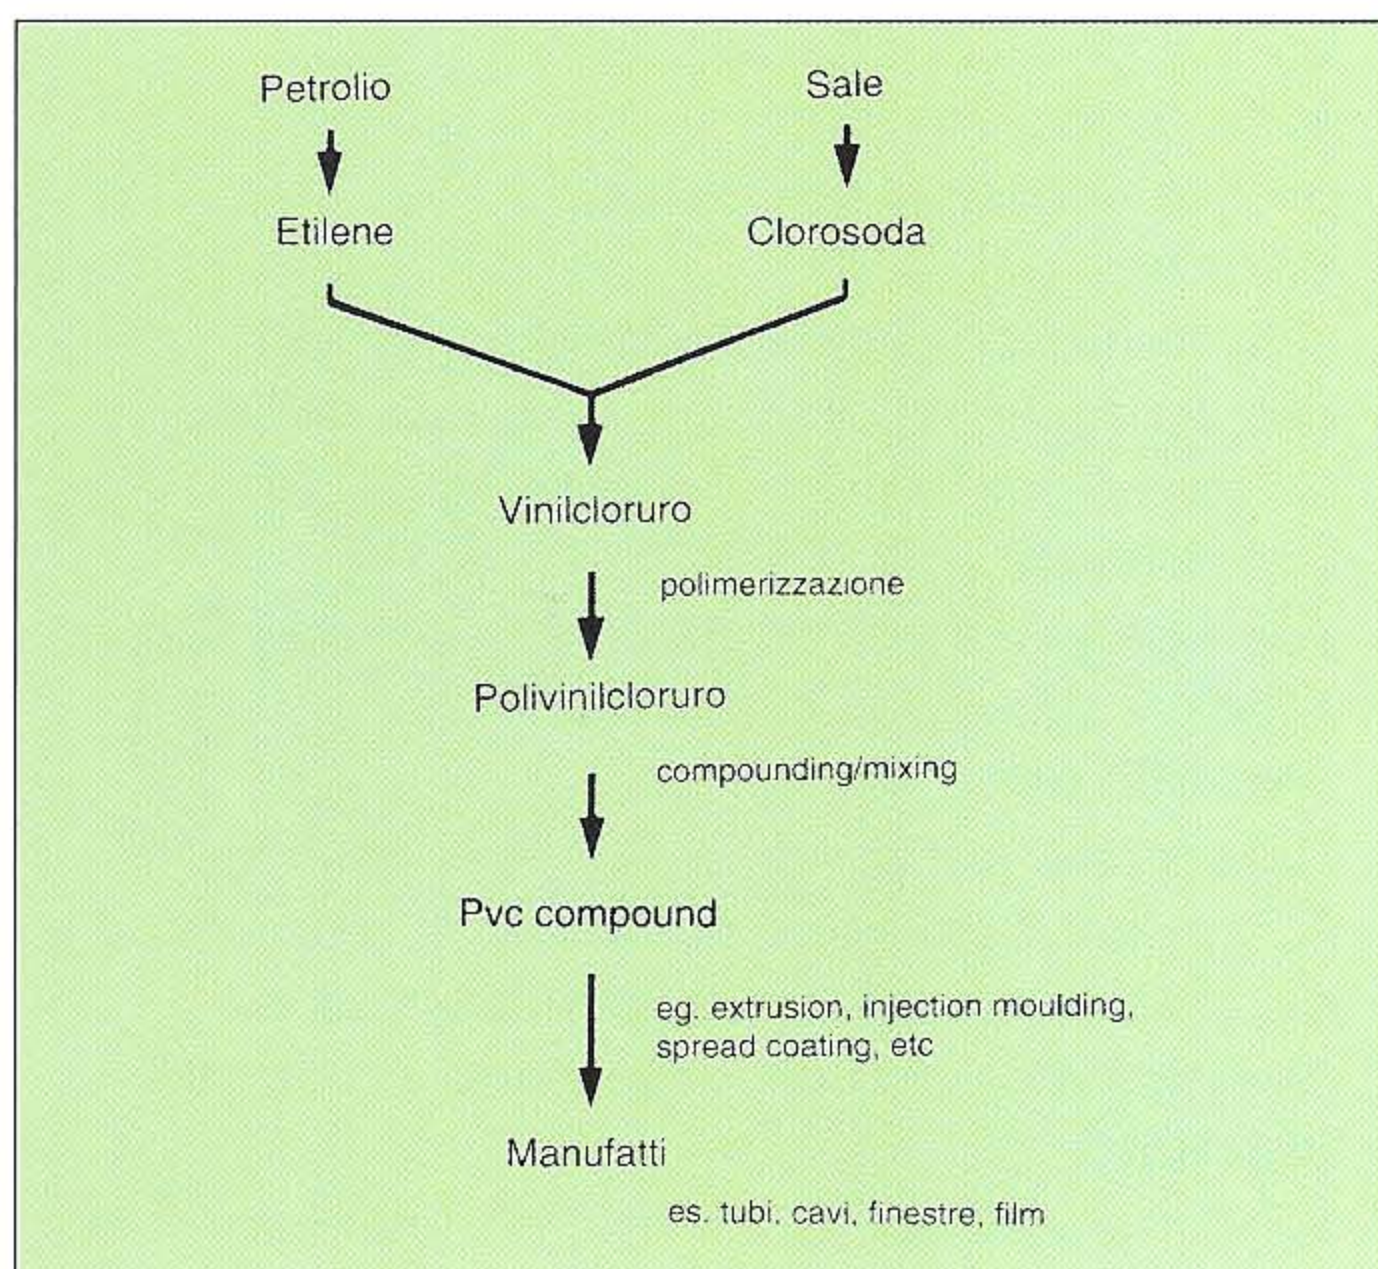 Petrolio
Sale
Etilene
Clorosoda
Vinilcloruro
polimerizzazione
Polivinilcloruro
compounding/mixing
Pvc compound
eg. extrusion, injection moulding,
spread coating, etc
Manufatti
es. tubi, cavi, finestre, film